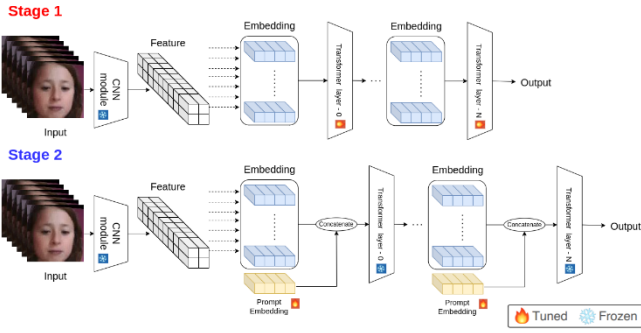 Stage 1
Embedding
Embedding
Feature
CNN module
Transformer layer - 0
...
Transformer layer - N
Output
Input
Stage 2
Embedding
Embedding
Feature
CNN module
Concatenate
Transformer layer - 0
...
Concatenate
Transformer layer - N
Output
Input
Prompt
Embedding
Prompt
Embedding
Tuned
Frozen